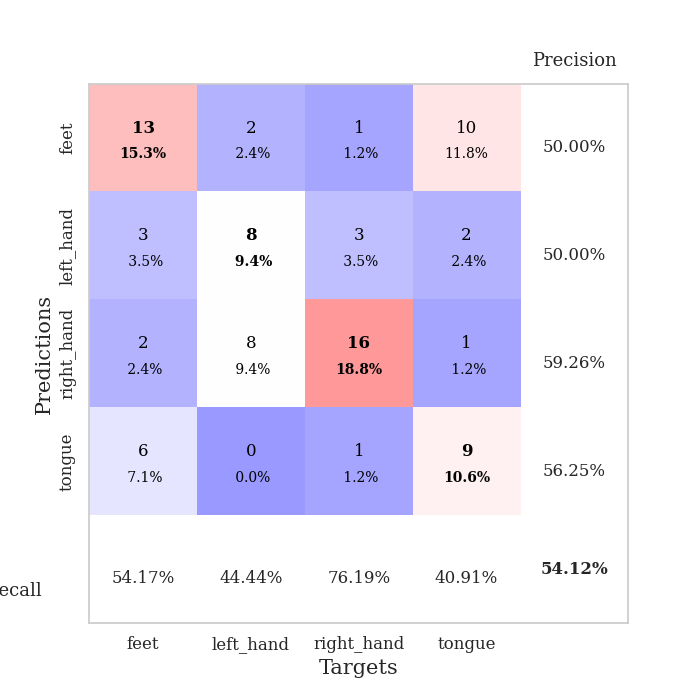 Precision
feet 13 2 1 10 50.00%
15.3% 2.4% 1.2% 11.8%
left_hand 3 8 3 2 50.00%
3.5% 9.4% 3.5% 2.4%
Predictions
right_hand 2 8 16 1 59.26%
2.4% 9.4% 18.8% 1.2%
tongue 6 0 1 9 56.25%
7.1% 0.0% 1.2% 10.6%
ecall 54.17% 44.44% 76.19% 40.91% 54.12%
feet left_hand right_hand tongue
Targets